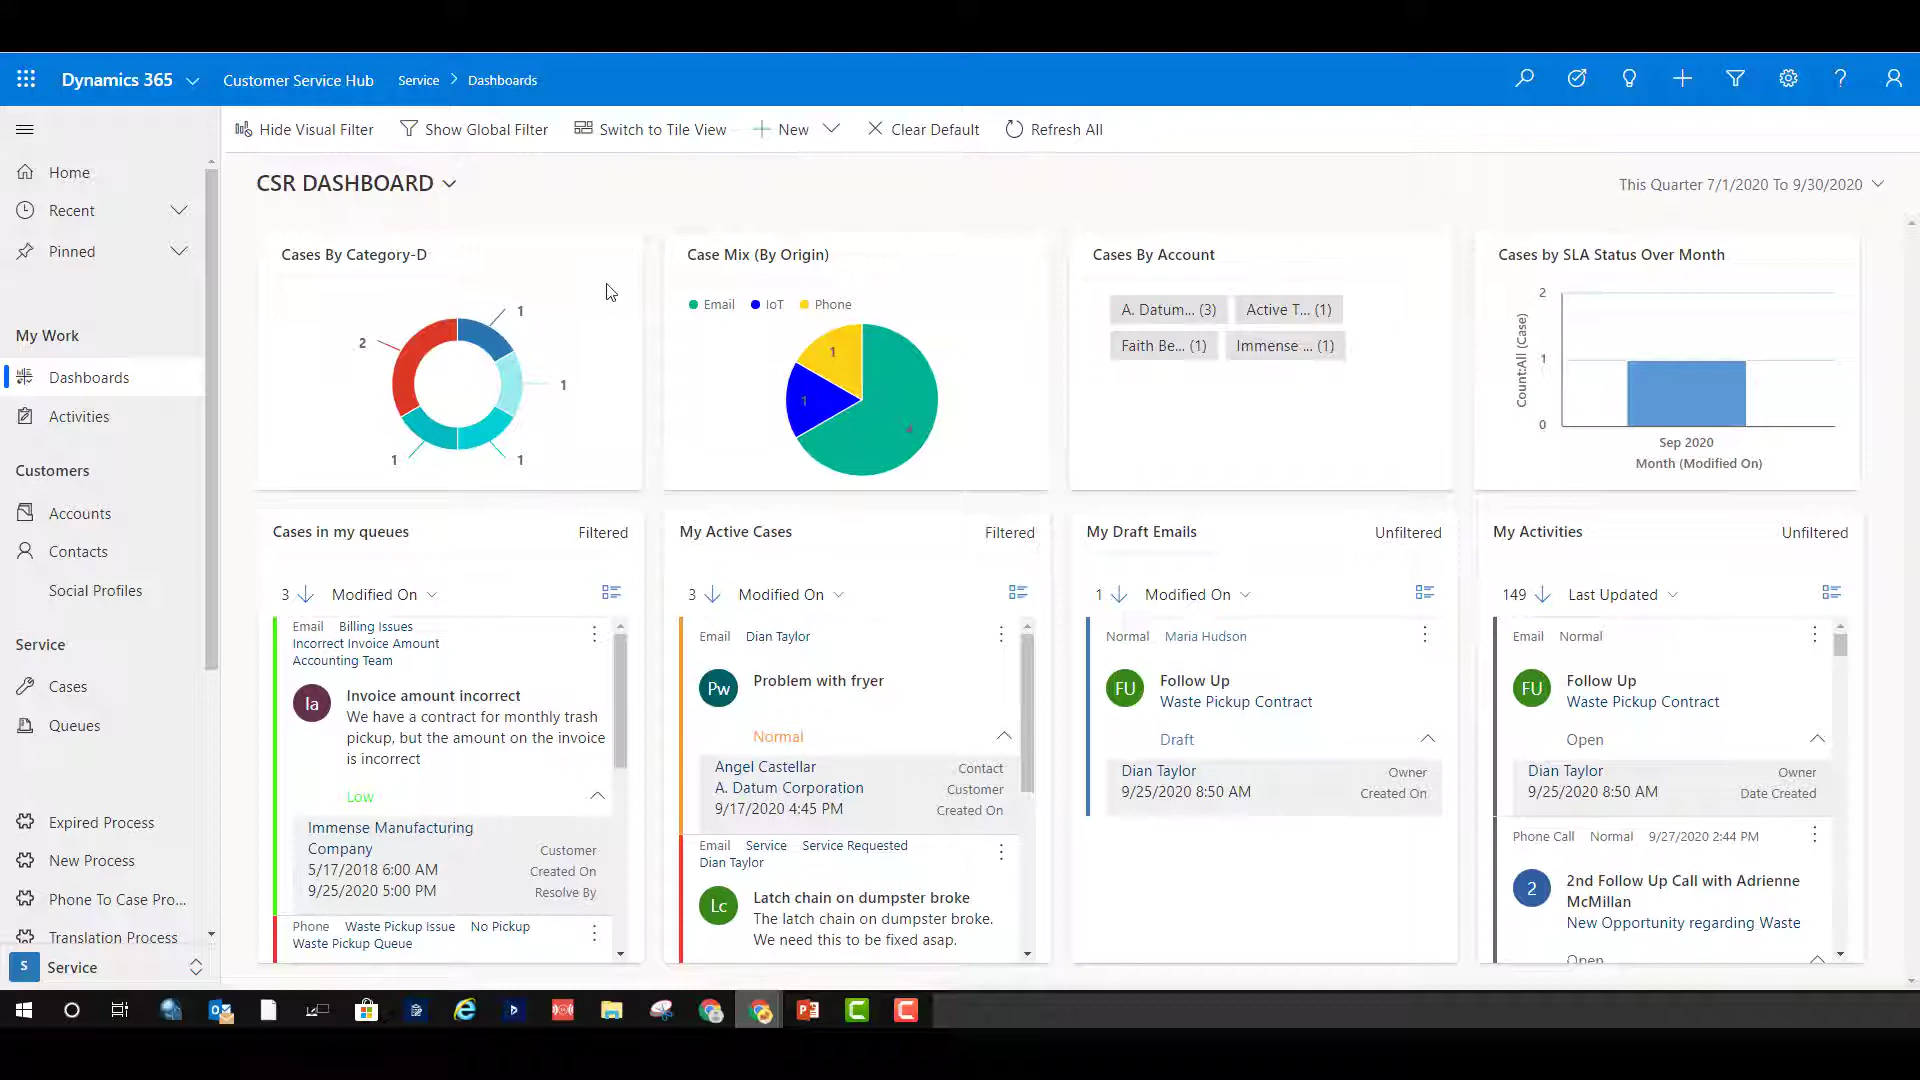 Dynamics 365
Customer Service Hub
Service > Dashboards
Hide Visual Filter
Show Global Filter
Switch to Tile View
New
Clear Default
Refresh All
Home
Recent
Pinned
My Work
Dashboards
Activities
Customers
Accounts
Contacts
Social Profiles
Service
Cases
Queues
Expired Process
New Process
Phone To Case Pro...
Translation Process
S Service
CSR DASHBOARD
This Quarter 7/1/2020 To 9/30/2020
Cases By Category-D
1
2
1
1
1
Case Mix (By Origin)
Email IoT Phone
1
1
4
Cases By Account
A. Datum... (3) Active T... (1)
Faith Be... (1) Immense ... (1)
Cases by SLA Status Over Month
Count:All (Case)
2
1
0
Sep 2020
Month (Modified On)
Cases in my queues Filtered
3 Modified On
Email Billing Issues
Incorrect Invoice Amount
Accounting Team
Ia
Invoice amount incorrect
We have a contract for monthly trash
pickup, but the amount on the invoice
is incorrect
Low
Immense Manufacturing
Company Customer
5/17/2018 6:00 AM Created On
9/25/2020 5:00 PM Resolve By
Phone Waste Pickup Issue No Pickup
Waste Pickup Queue
My Active Cases Filtered
3 Modified On
Email Dian Taylor
Pw Problem with fryer
Normal
Angel Castellar Contact
A. Datum Corporation Customer
9/17/2020 4:45 PM Created On
Email Service Service Requested
Dian Taylor
Lc
Latch chain on dumpster broke
The latch chain on dumpster broke.
We need this to be fixed asap.
My Draft Emails Unfiltered
1 Modified On
Normal Maria Hudson
FU
Follow Up
Waste Pickup Contract
Draft
Dian Taylor Owner
9/25/2020 8:50 AM Created On
My Activities Unfiltered
149 Last Updated
Email Normal
FU
Follow Up
Waste Pickup Contract
Open
Dian Taylor Owner
9/25/2020 8:50 AM Date Created
Phone Call Normal 9/27/2020 2:44 PM
2
2nd Follow Up Call with Adrienne
McMillan
New Opportunity regarding Waste
Open